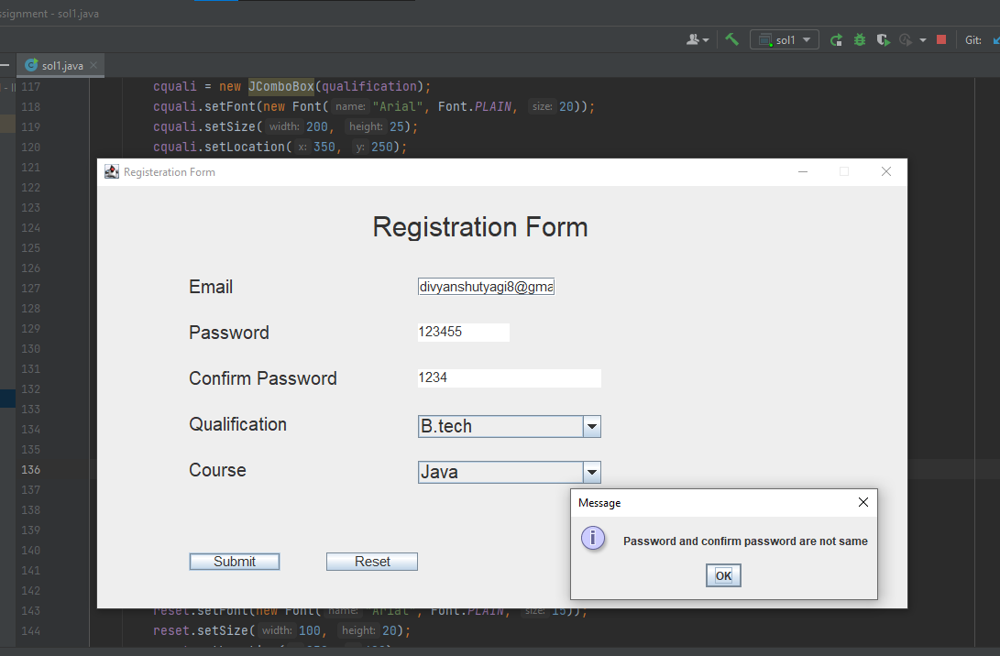 ssignment - sol1.java
sol1
Git:
sol1.java
117 cquali = new JComboBox(qualification);
118 cquali.setFont(new Font( name: "Arial", Font.PLAIN, size: 20));
119 cquali.setSize( width: 200, height: 25);
120 cquali.setLocation( x: 350, y: 250);
121
122
123
124
125
126
127
128
129
130
131
132
133
134
135
136
137
138
139
140
141
142
Registeration Form
Registration Form
Email divyanshutyagi8@gma
Password 123455
Confirm Password 1234
Qualification B.tech
Course Java
Submit Reset
Message
Password and confirm password are not same
OK
143 reset.setFont(new Font( name: "Arial", Font.PLAIN, size: 15));
144 reset.setSize( width: 100, height: 20);